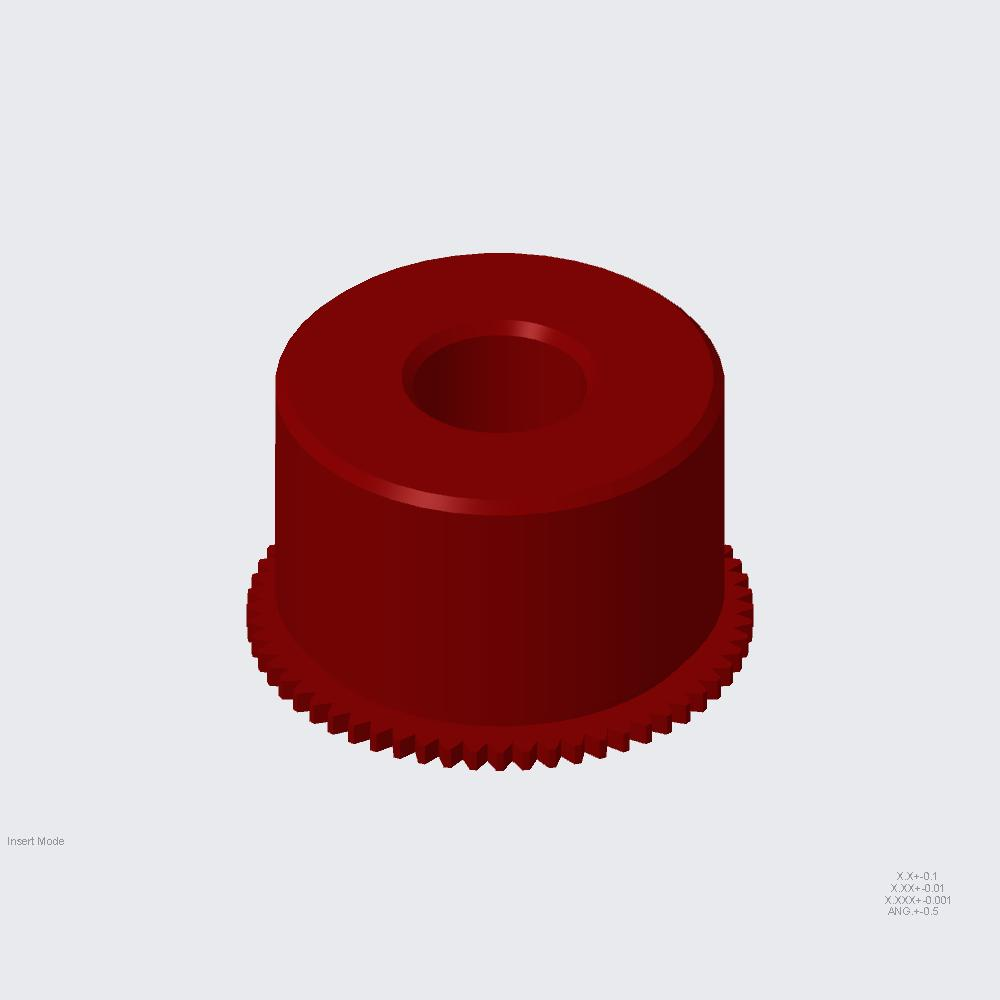 Insert Mode
X.X+-0.1
X.XX+-0.01
X.XXX+-0.001
ANG.+-0.5